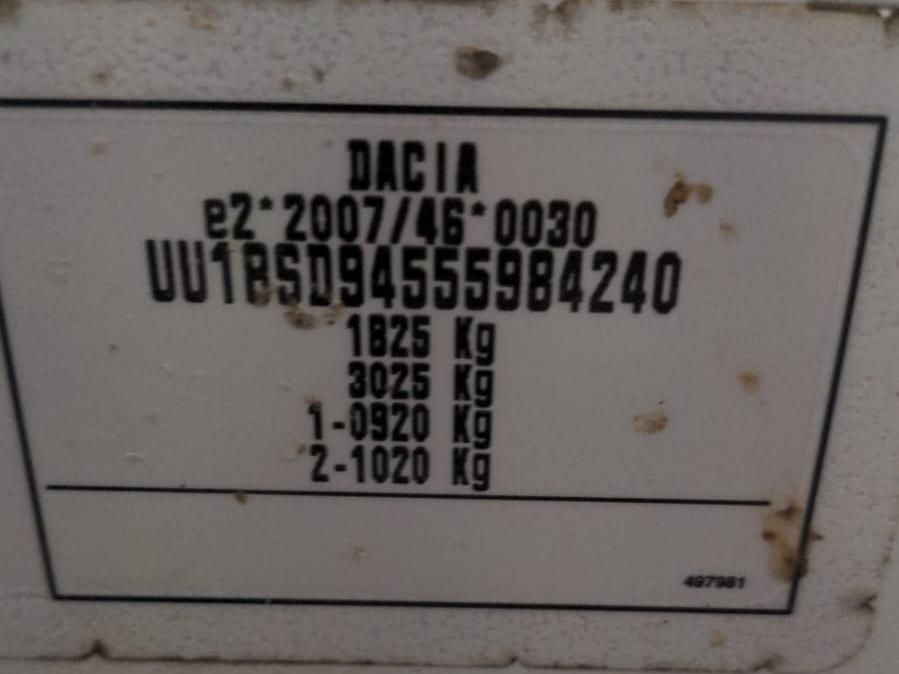 DACIA
e2*2007/46*0030
UU1BSD94555984240
1825 Kg
3025 Kg
1-0920 Kg
2-1020 Kg
497981